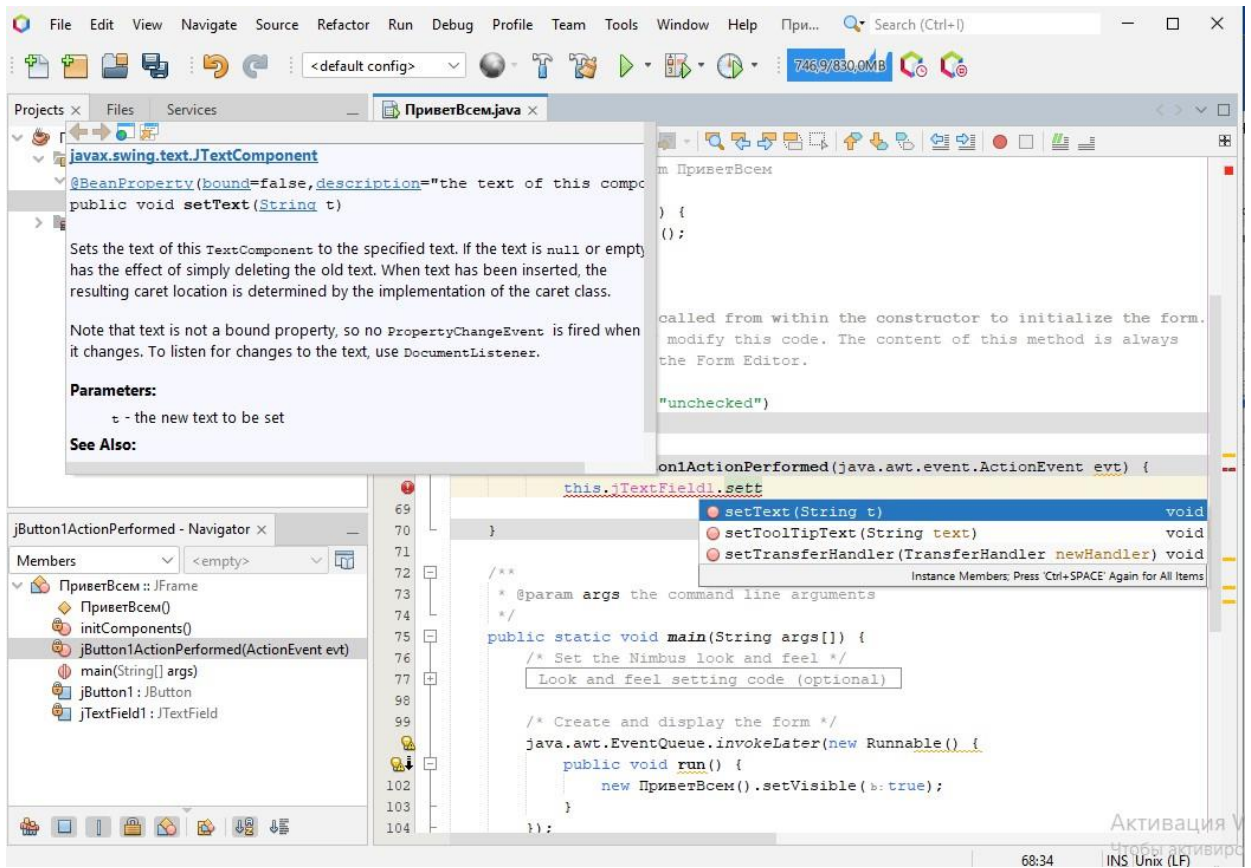 File Edit View Navigate Source Refactor Run Debug Profile Team Tools Window Help При... Search (Ctrl+I)
<default config> 746,9/830,0MB
Projects Files Services
ПриветВсем.java
javax.swing.text.JTextComponent
@BeanProperty(bound=false,description="the text of this compo
public void setText(String t)
Sets the text of this TextComponent to the specified text. If the text is null or empty
has the effect of simply deleting the old text. When text has been inserted, the
resulting caret location is determined by the implementation of the caret class.
Note that text is not a bound property, so no PropertyChangeEvent is fired when
it changes. To listen for changes to the text, use DocumentListener.
Parameters:
t - the new text to be set
See Also:
m ПриветВсем
) {
();
called from within the constructor to initialize the form.
modify this code. The content of this method is always
the Form Editor.
"unchecked")
on1ActionPerformed(java.awt.event.ActionEvent evt) {
this.jTextField1.sett
setText(String t) void
setToolTipText(String text) void
setTransferHandler(TransferHandler newHandler) void
Instance Members; Press 'Ctrl+SPACE' Again for All Items
69
70 }
71
72 /**
73 * @param args the command line arguments
74 */
75 public static void main(String args[]) {
76 /* Set the Nimbus look and feel */
77 Look and feel setting code (optional)
98
99 /* Create and display the form */
java.awt.EventQueue.invokeLater(new Runnable() {
public void run() {
102 new ПриветВсем().setVisible(b:true);
103 }
104 });
jButton1ActionPerformed - Navigator
Members <empty>
ПриветВсем :: JFrame
ПриветВсем()
initComponents()
jButton1ActionPerformed(ActionEvent evt)
main(String[] args)
jButton1 : JButton
jTextField1 : JTextField
Активация
Чтобы
68:34 INS Unix (LF)